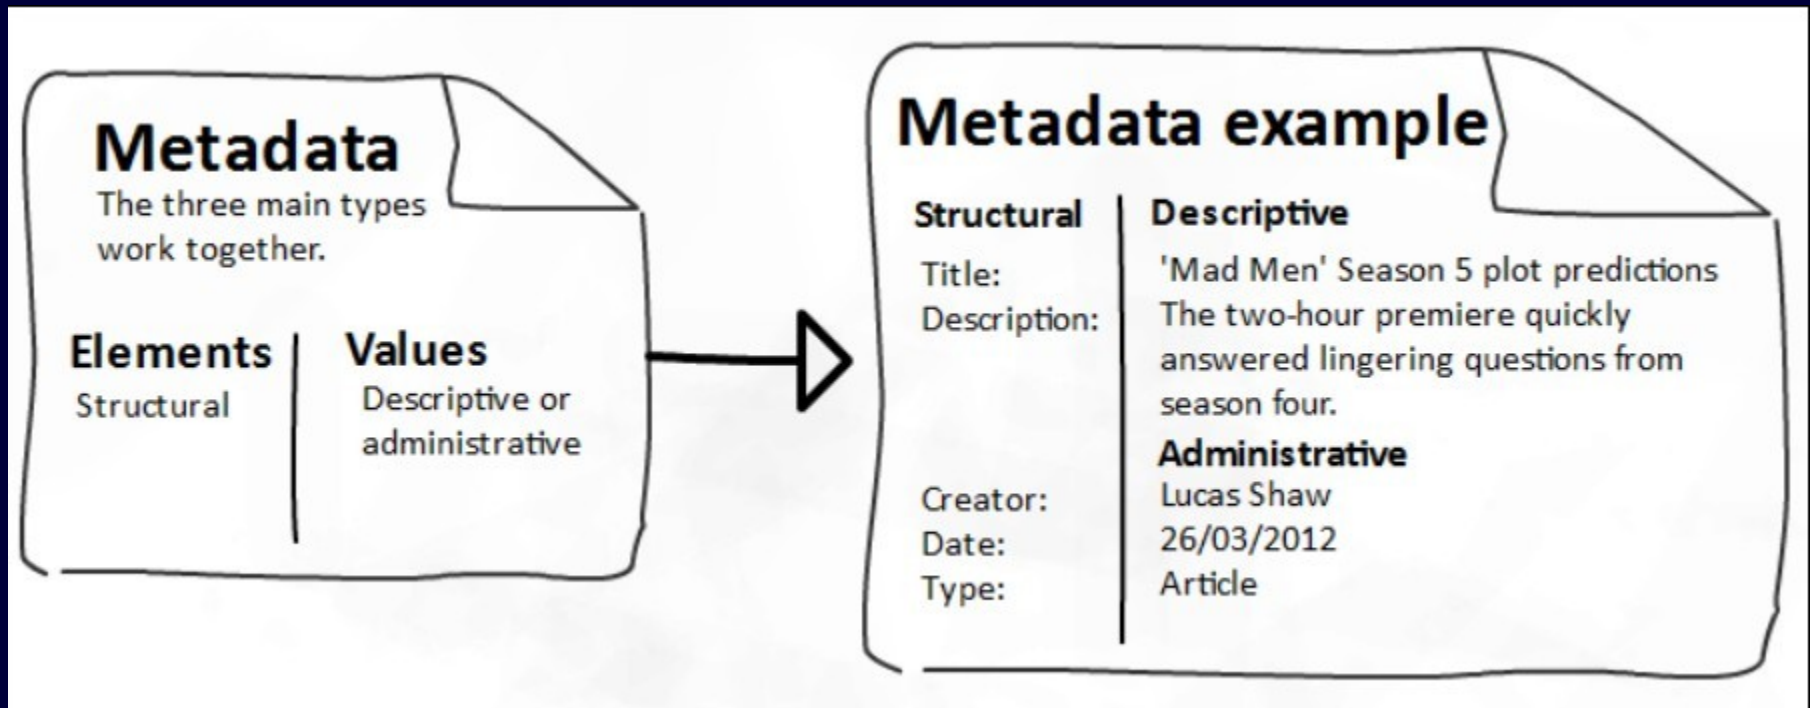 Metadata
The three main types
work together.
Elements
Structural
Values
Descriptive or
administrative
Metadata example
Structural
Descriptive
Title:
'Mad Men' Season 5 plot predictions
Description:
The two-hour premiere quickly
answered lingering questions from
season four.
Administrative
Creator:
Lucas Shaw
Date:
26/03/2012
Type:
Article